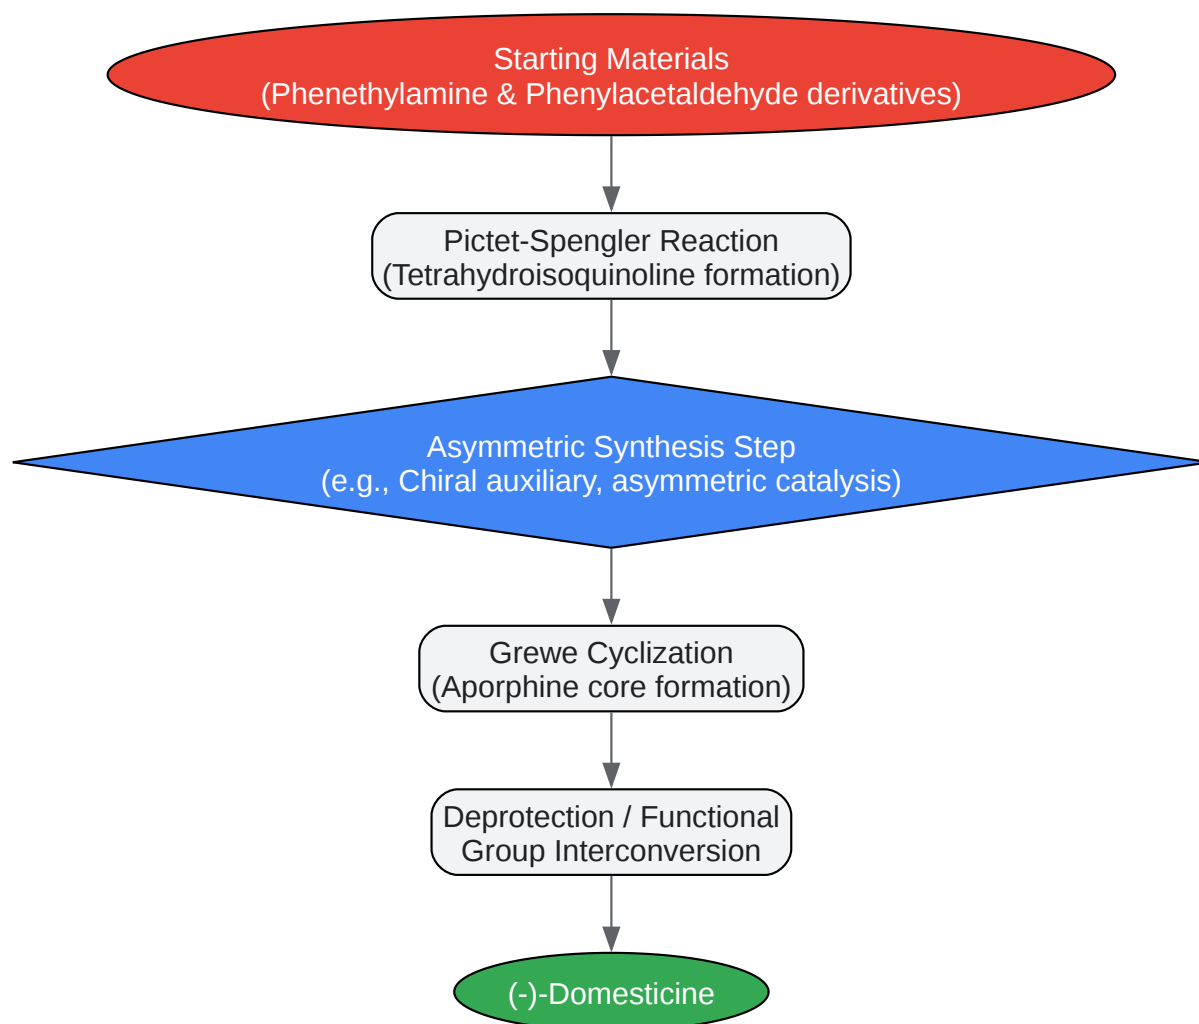 Starting Materials
(Phenethylamine & Phenylacetaldehyde derivatives)
Pictet-Spengler Reaction
(Tetrahydroisoquinoline formation)
Asymmetric Synthesis Step
(e.g., Chiral auxiliary, asymmetric catalysis)
Grewe Cyclization
(Aporphine core formation)
Deprotection / Functional
Group Interconversion
(-)-Domesticine